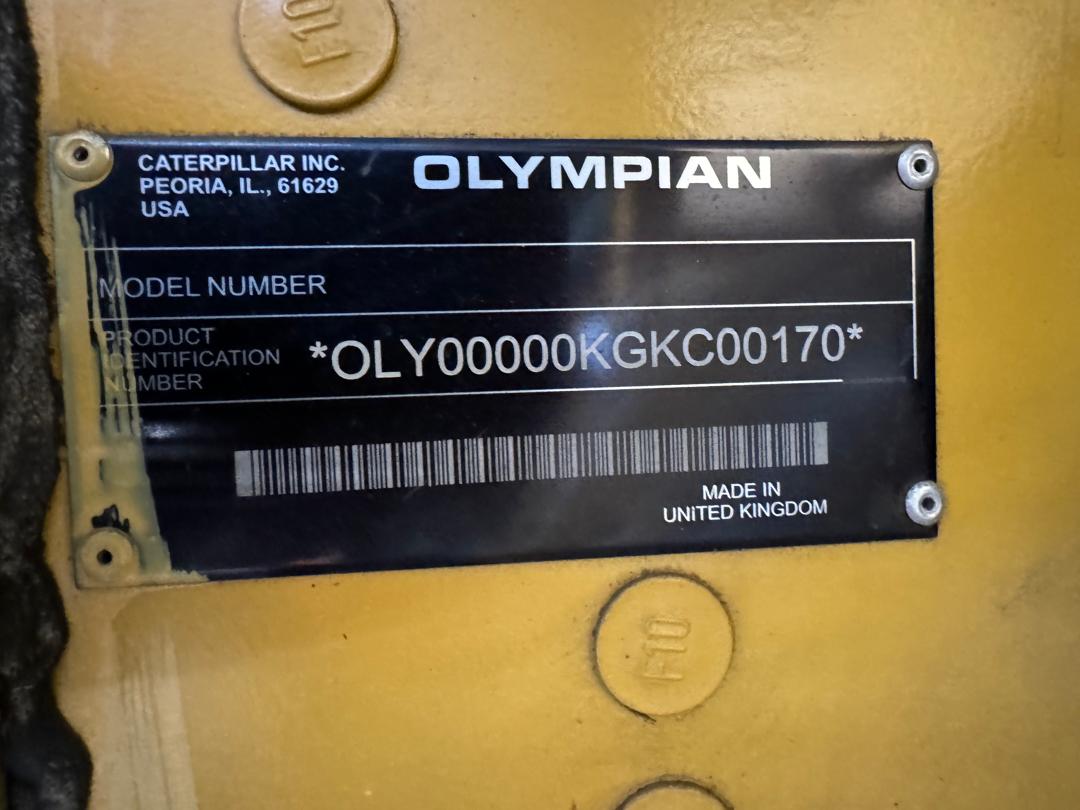 F10
CATERPILLAR INC.
PEORIA, IL., 61629
USA
OLYMPIAN
MODEL NUMBER
PRODUCT
IDENTIFICATION
NUMBER
*OLY00000KGKC00170*
MADE IN
UNITED KINGDOM
F10